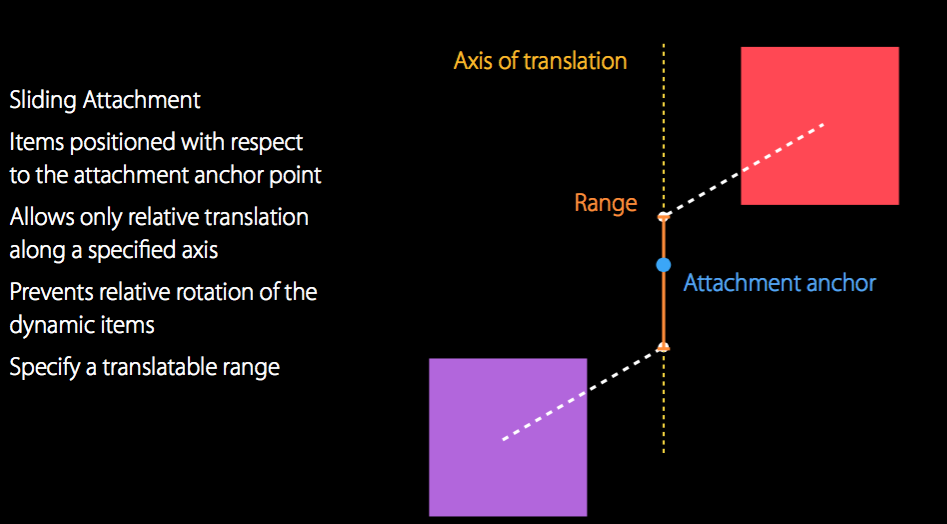 Sliding Attachment
Items positioned with respect
to the attachment anchor point
Allows only relative translation
along a specified axis
Prevents relative rotation of the
dynamic items
Specify a translatable range
Axis of translation
Range
Attachment anchor